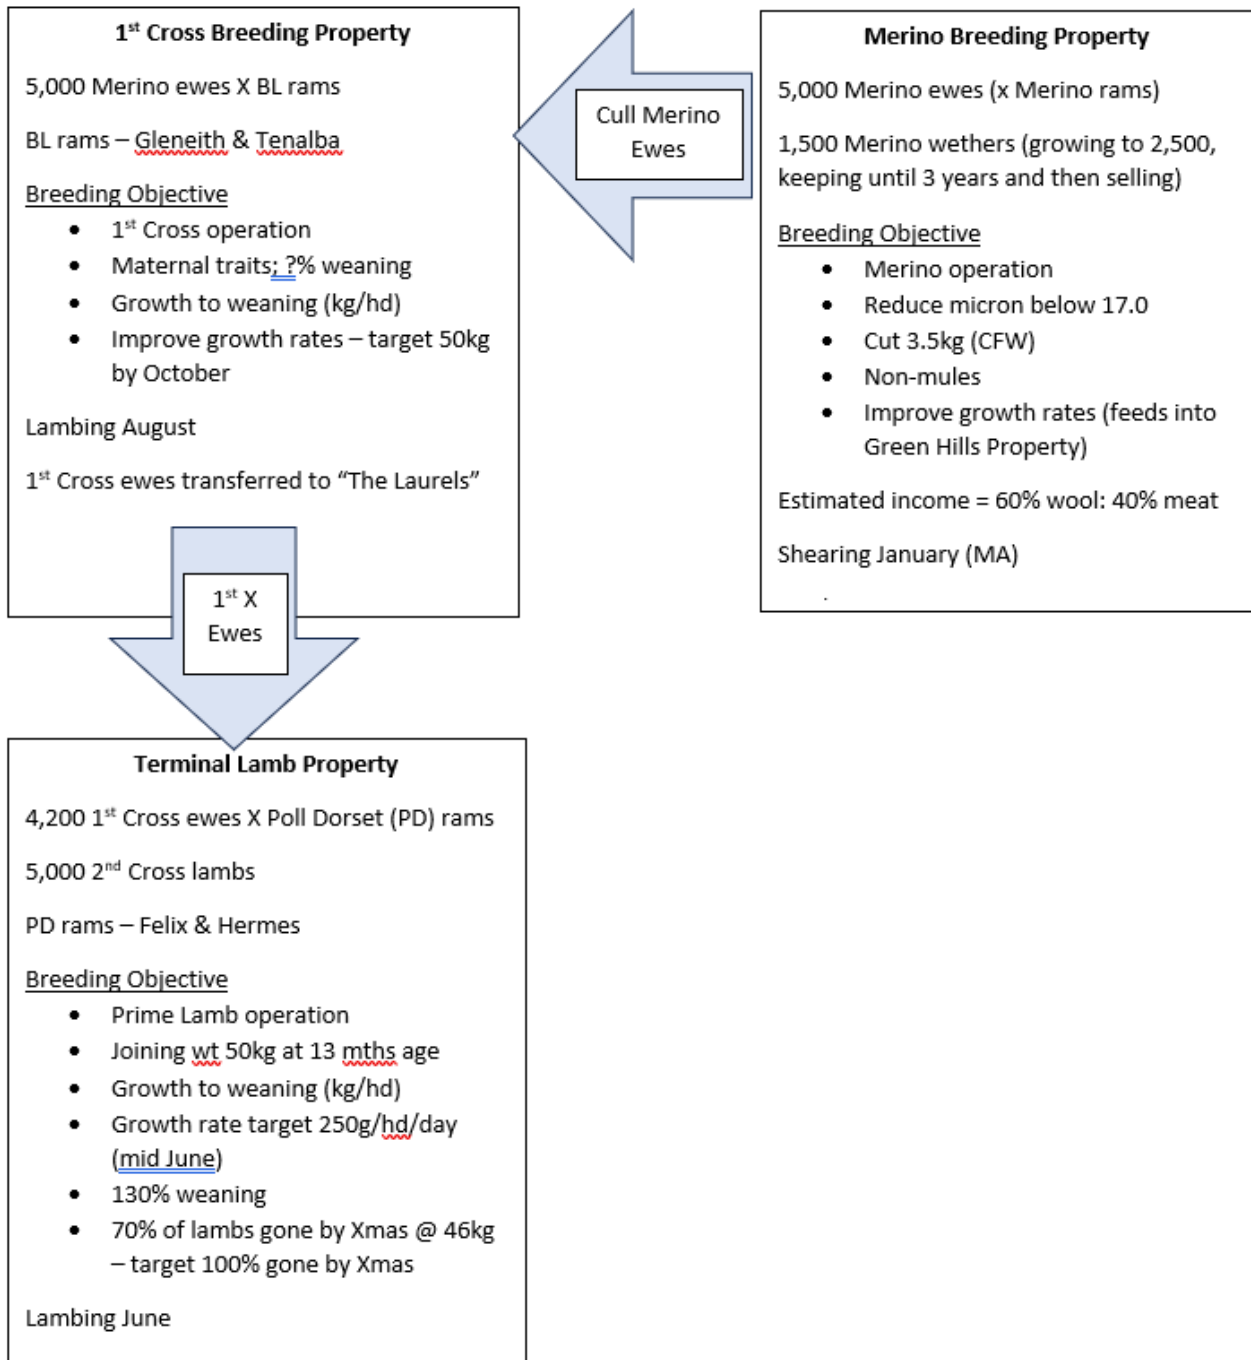 1st Cross Breeding Property
5,000 Merino ewes X BL rams
BL rams – Gleneith & Tenalba
Breeding Objective
• 1st Cross operation
• Maternal traits; ?% weaning
• Growth to weaning (kg/hd)
• Improve growth rates – target 50kg
by October
Lambing August
1st Cross ewes transferred to “The Laurels”
Cull Merino
Ewes
Merino Breeding Property
5,000 Merino ewes (x Merino rams)
1,500 Merino wethers (growing to 2,500,
keeping until 3 years and then selling)
Breeding Objective
• Merino operation
• Reduce micron below 17.0
• Cut 3.5kg (CFW)
• Non-mules
• Improve growth rates (feeds into
Green Hills Property)
Estimated income = 60% wool: 40% meat
Shearing January (MA)
.
1st X
Ewes
Terminal Lamb Property
4,200 1st Cross ewes X Poll Dorset (PD) rams
5,000 2nd Cross lambs
PD rams – Felix & Hermes
Breeding Objective
• Prime Lamb operation
• Joining wt 50kg at 13 mths age
• Growth to weaning (kg/hd)
• Growth rate target 250g/hd/day
(mid June)
• 130% weaning
• 70% of lambs gone by Xmas @ 46kg
– target 100% gone by Xmas
Lambing June